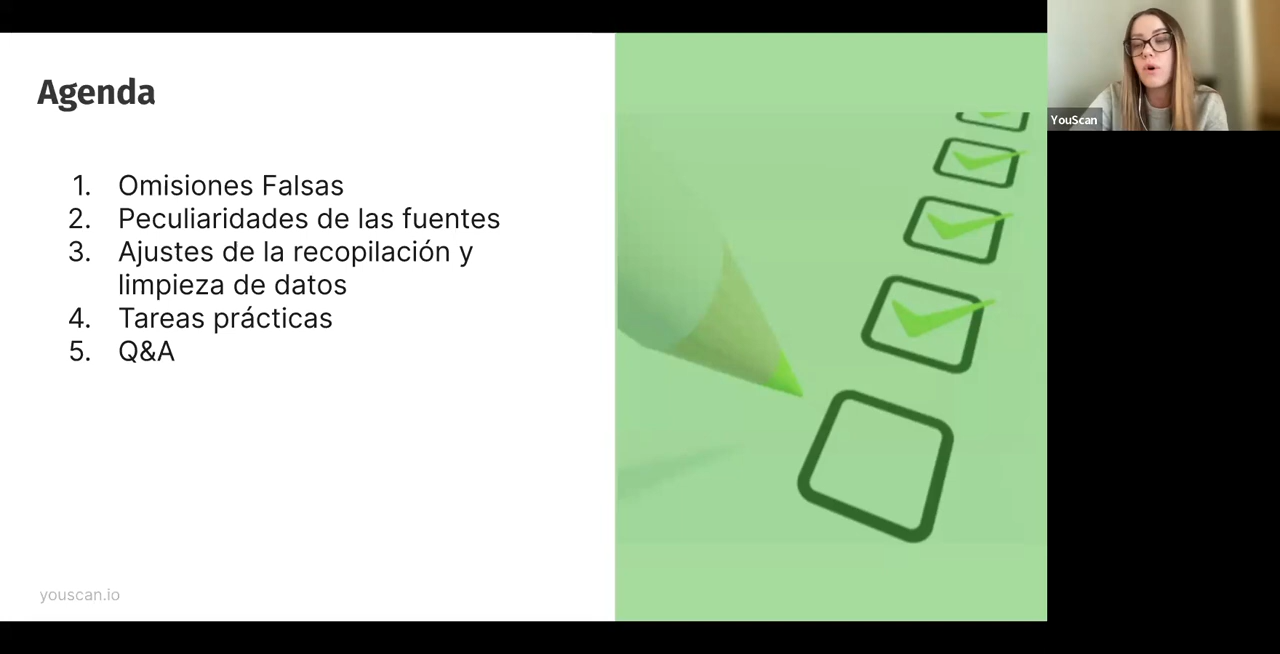 Agenda
1. Omisiones Falsas
2. Peculiaridades de las fuentes
3. Ajustes de la recopilación y
limpieza de datos
4. Tareas prácticas
5. Q&A
youscan.io
YouScan